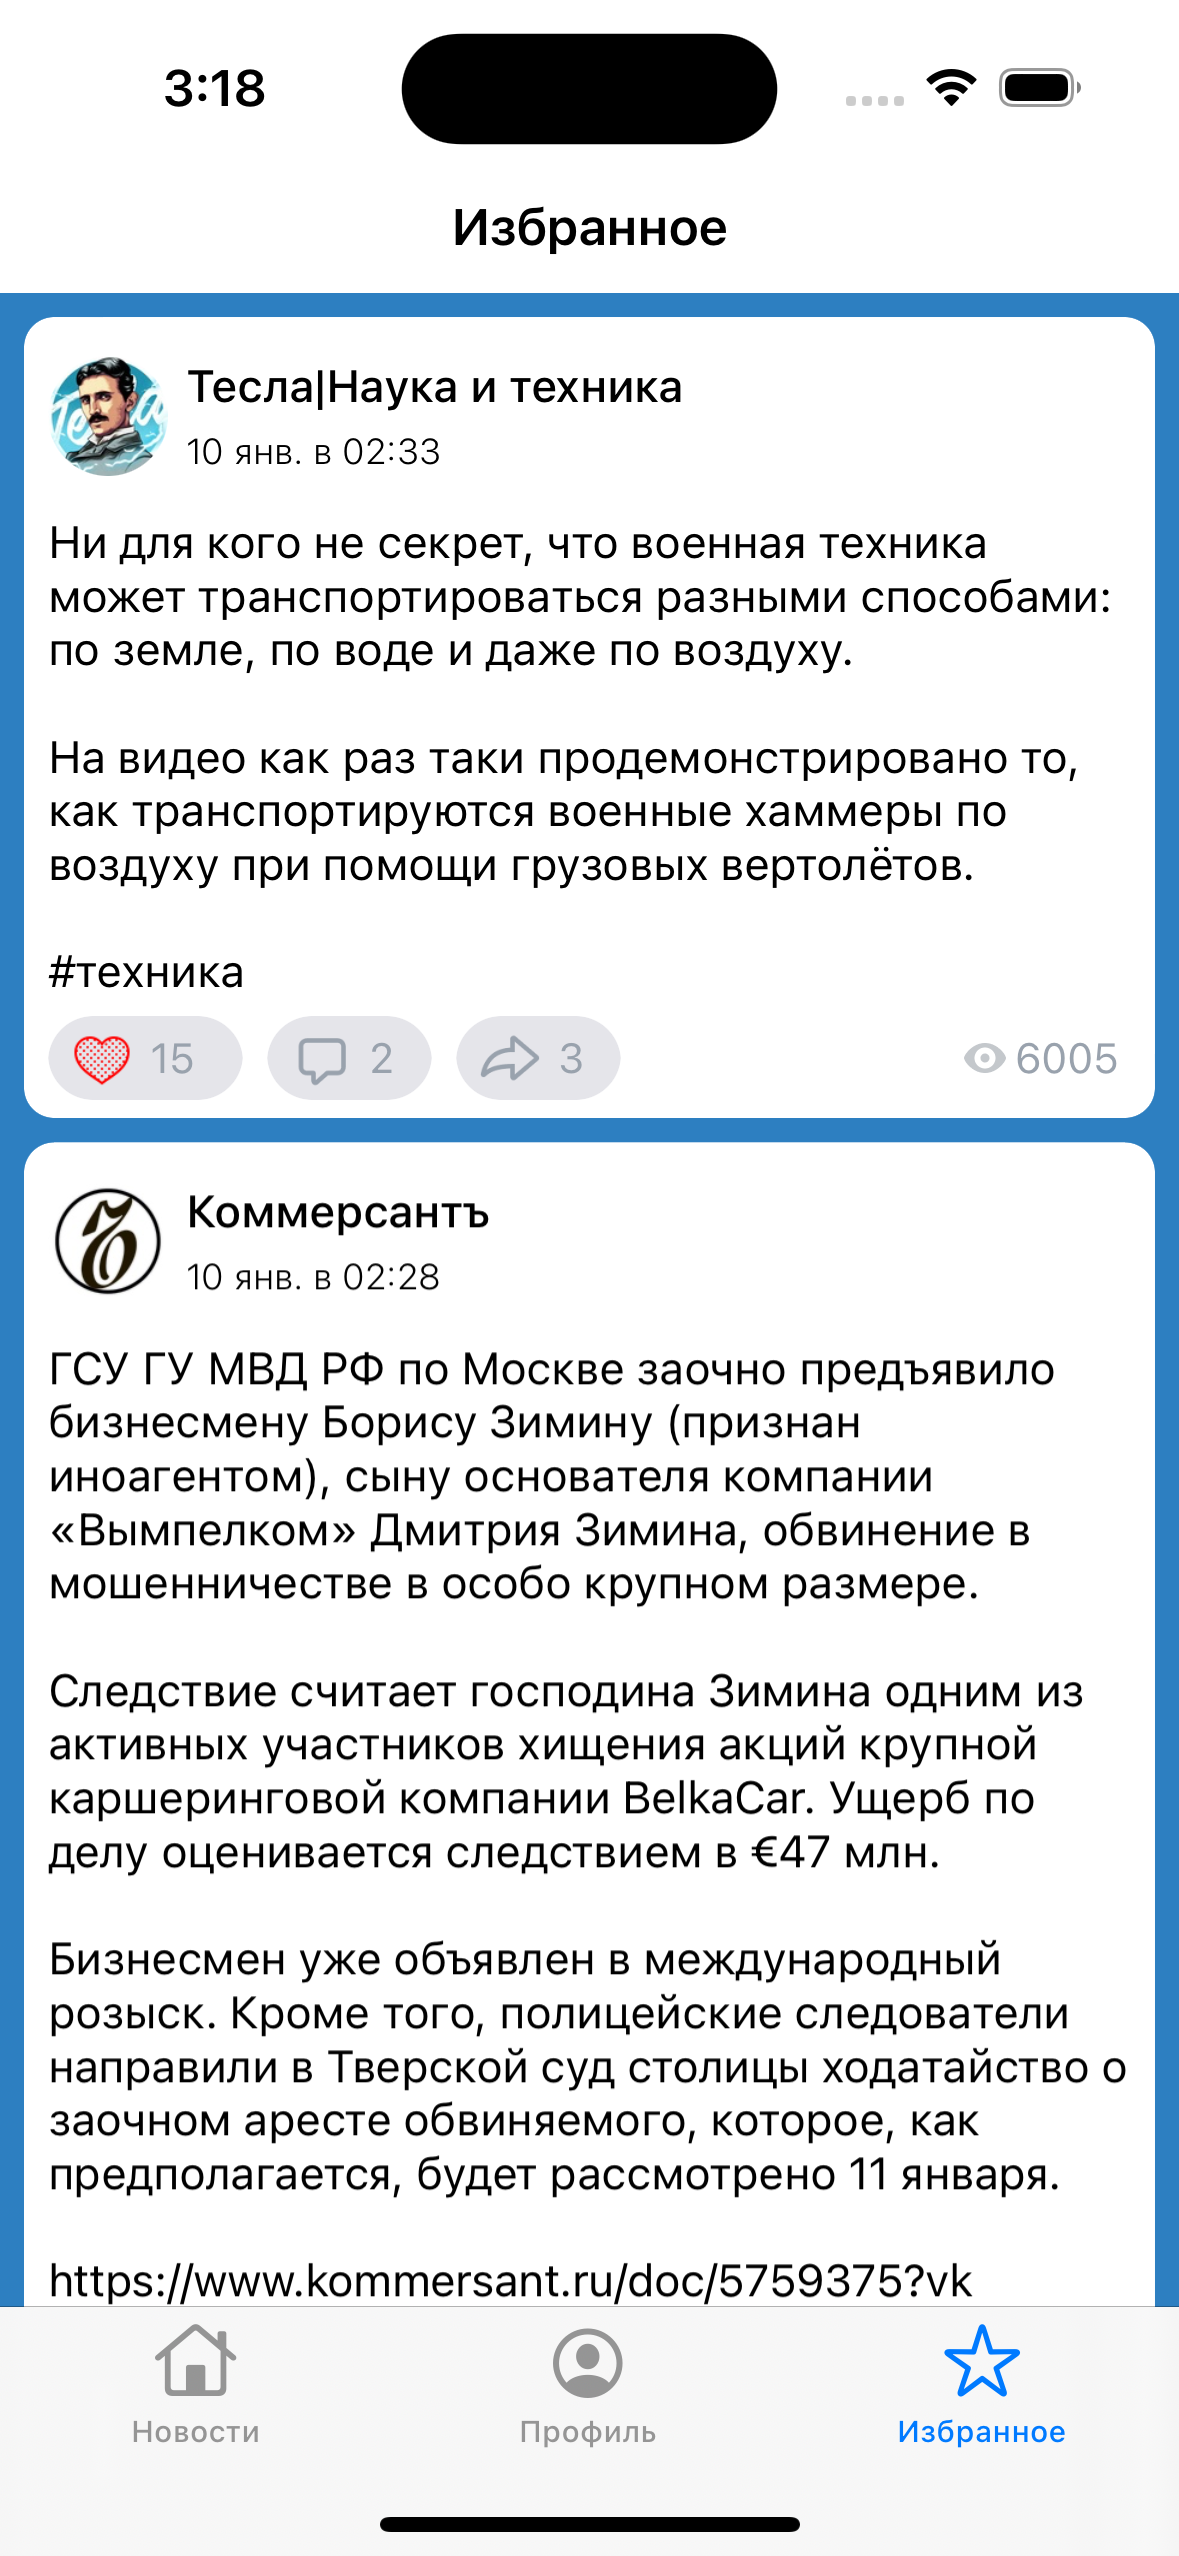 3:18
Избранное
Тесла|Наука и техника
10 янв. в 02:33
Ни для кого не секрет, что военная техника
может транспортироваться разными способами:
по земле, по воде и даже по воздуху.
На видео как раз таки продемонстрировано то,
как транспортируются военные хаммеры по
воздуху при помощи грузовых вертолётов.
#техника
15
2
3
6005
Коммерсантъ
10 янв. в 02:28
ГСУ ГУ МВД РФ по Москве заочно предъявило
бизнесмену Борису Зимину (признан
иноагентом), сыну основателя компании
«Вымпелком» Дмитрия Зимина, обвинение в
мошенничестве в особо крупном размере.
Следствие считает господина Зимина одним из
активных участников хищения акций крупной
каршеринговой компании BelkaCar. Ущерб по
делу оценивается следствием в €47 млн.
Бизнесмен уже объявлен в международный
розыск. Кроме того, полицейские следователи
направили в Тверской суд столицы ходатайство о
заочном аресте обвиняемого, которое, как
предполагается, будет рассмотрено 11 января.
https://www.kommersant.ru/doc/5759375?vk
Новости
Профиль
Избранное